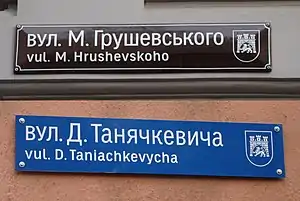 вул. М. Грушевського
vul. M. Hrushevskoho
вул. Д. Танячкевича
vul. D. Taniachkevycha